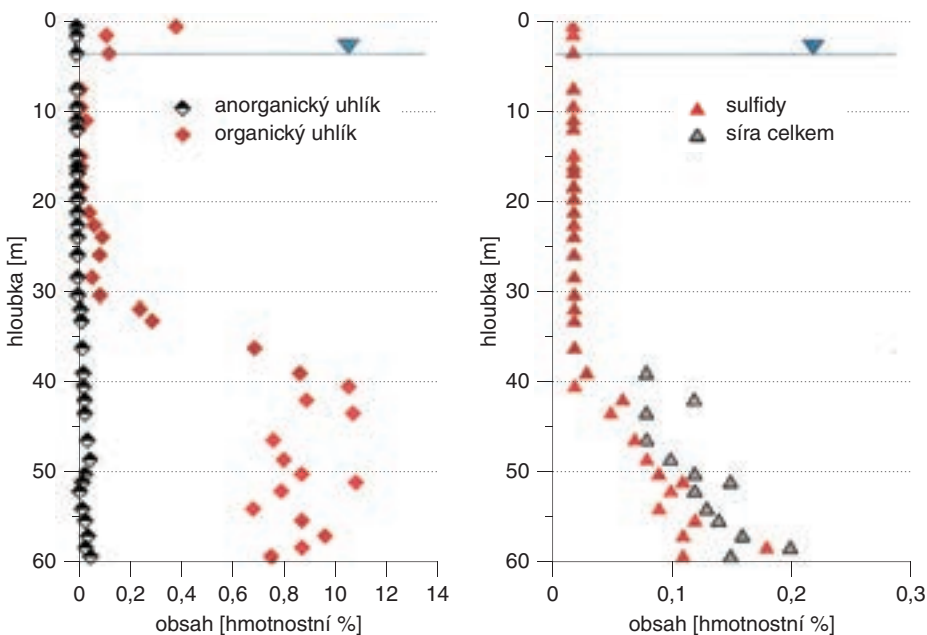 0
10
20
30
40
50
60
hloubka [m]
anorganický uhlík
organický uhlík
0 0,2 0,4 0,6 0,8 10 12 14
obsah [hmotnostní %]
0
10
20
30
40
50
60
hloubka [m]
sulfidy
síra celkem
0 0,1 0,2 0,3
obsah [hmotnostní %]